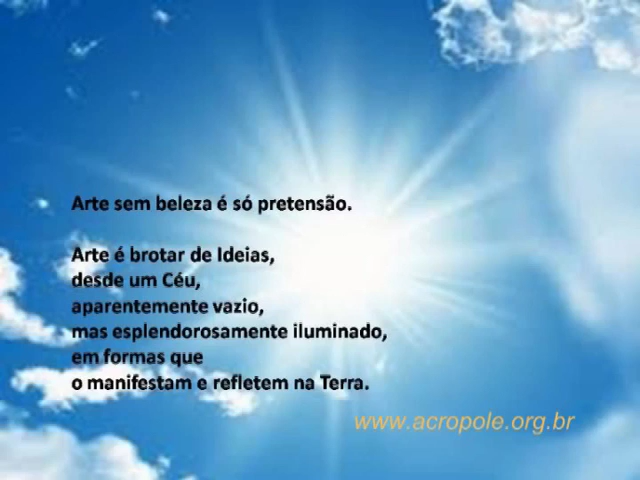 Arte sem beleza é só pretensão.
Arte é brotar de Ideias,
desde um Céu,
aparentemente vazio,
mas esplendorosamente iluminado,
em formas que
o manifestam e refletem na Terra.
www.acropole.org.br